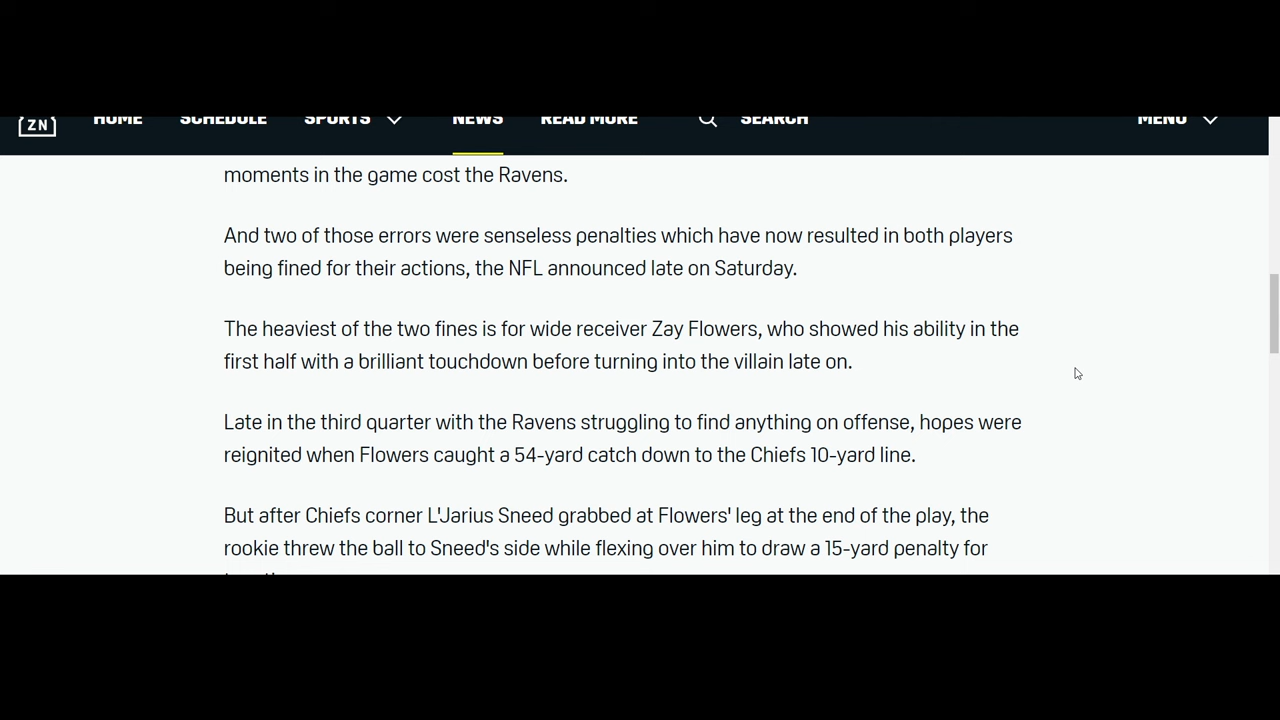 ZN HOME SCHEDULE SPORTS NEWS READ MORE SEARCH MENU
moments in the game cost the Ravens.
And two of those errors were senseless penalties which have now resulted in both players
being fined for their actions, the NFL announced late on Saturday.
The heaviest of the two fines is for wide receiver Zay Flowers, who showed his ability in the
first half with a brilliant touchdown before turning into the villain late on.
Late in the third quarter with the Ravens struggling to find anything on offense, hopes were
reignited when Flowers caught a 54-yard catch down to the Chiefs 10-yard line.
But after Chiefs corner L'Jarius Sneed grabbed at Flowers' leg at the end of the play, the
rookie threw the ball to Sneed's side while flexing over him to draw a 15-yard penalty for